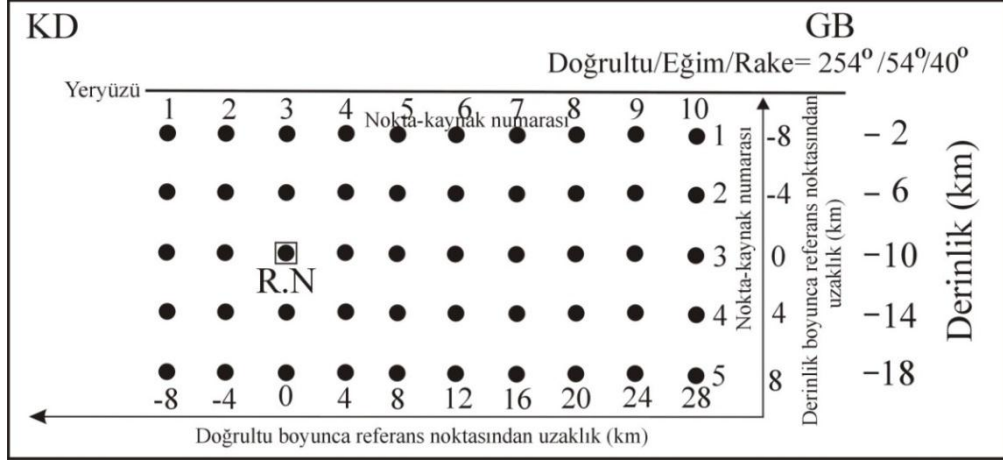 KD GB
Doğrultu/Eğim/Rake= 254°/54°/40°
Yeryüzü
1 2 3 4 5 6 7 8 9 10
Nokta-kaynak numarası
1 -8 -2
2 -4 -6
3 0 -10
R.N
4 4 -14
5 8 -18
Nokta-kaynak numarası
Derinlik boyunca referans noktasından
uzaklık (km)
Derinlik (km)
-8 -4 0 4 8 12 16 20 24 28
Doğrultu boyunca referans noktasından uzaklık (km)